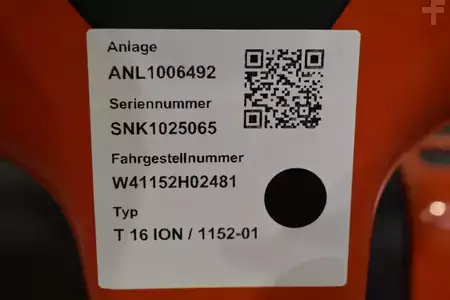 Anlage
ANL1006492
Seriennummer
SNK1025065
Fahrgestellnummer
W41152H02481
Typ
T 16 ION / 1152-01